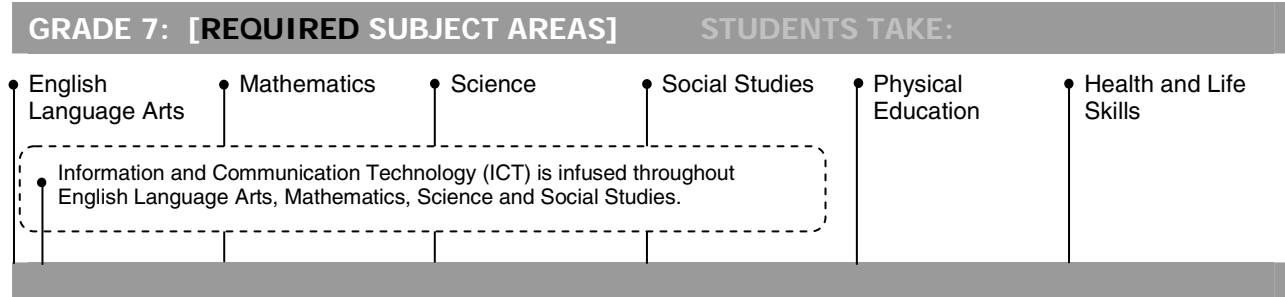 GRADE 7: [REQUIRED SUBJECT AREAS] STUDENTS TAKE:
English
Language Arts
Mathematics
Science
Social Studies
Physical
Education
Health and Life
Skills
Information and Communication Technology (ICT) is infused throughout
English Language Arts, Mathematics, Science and Social Studies.